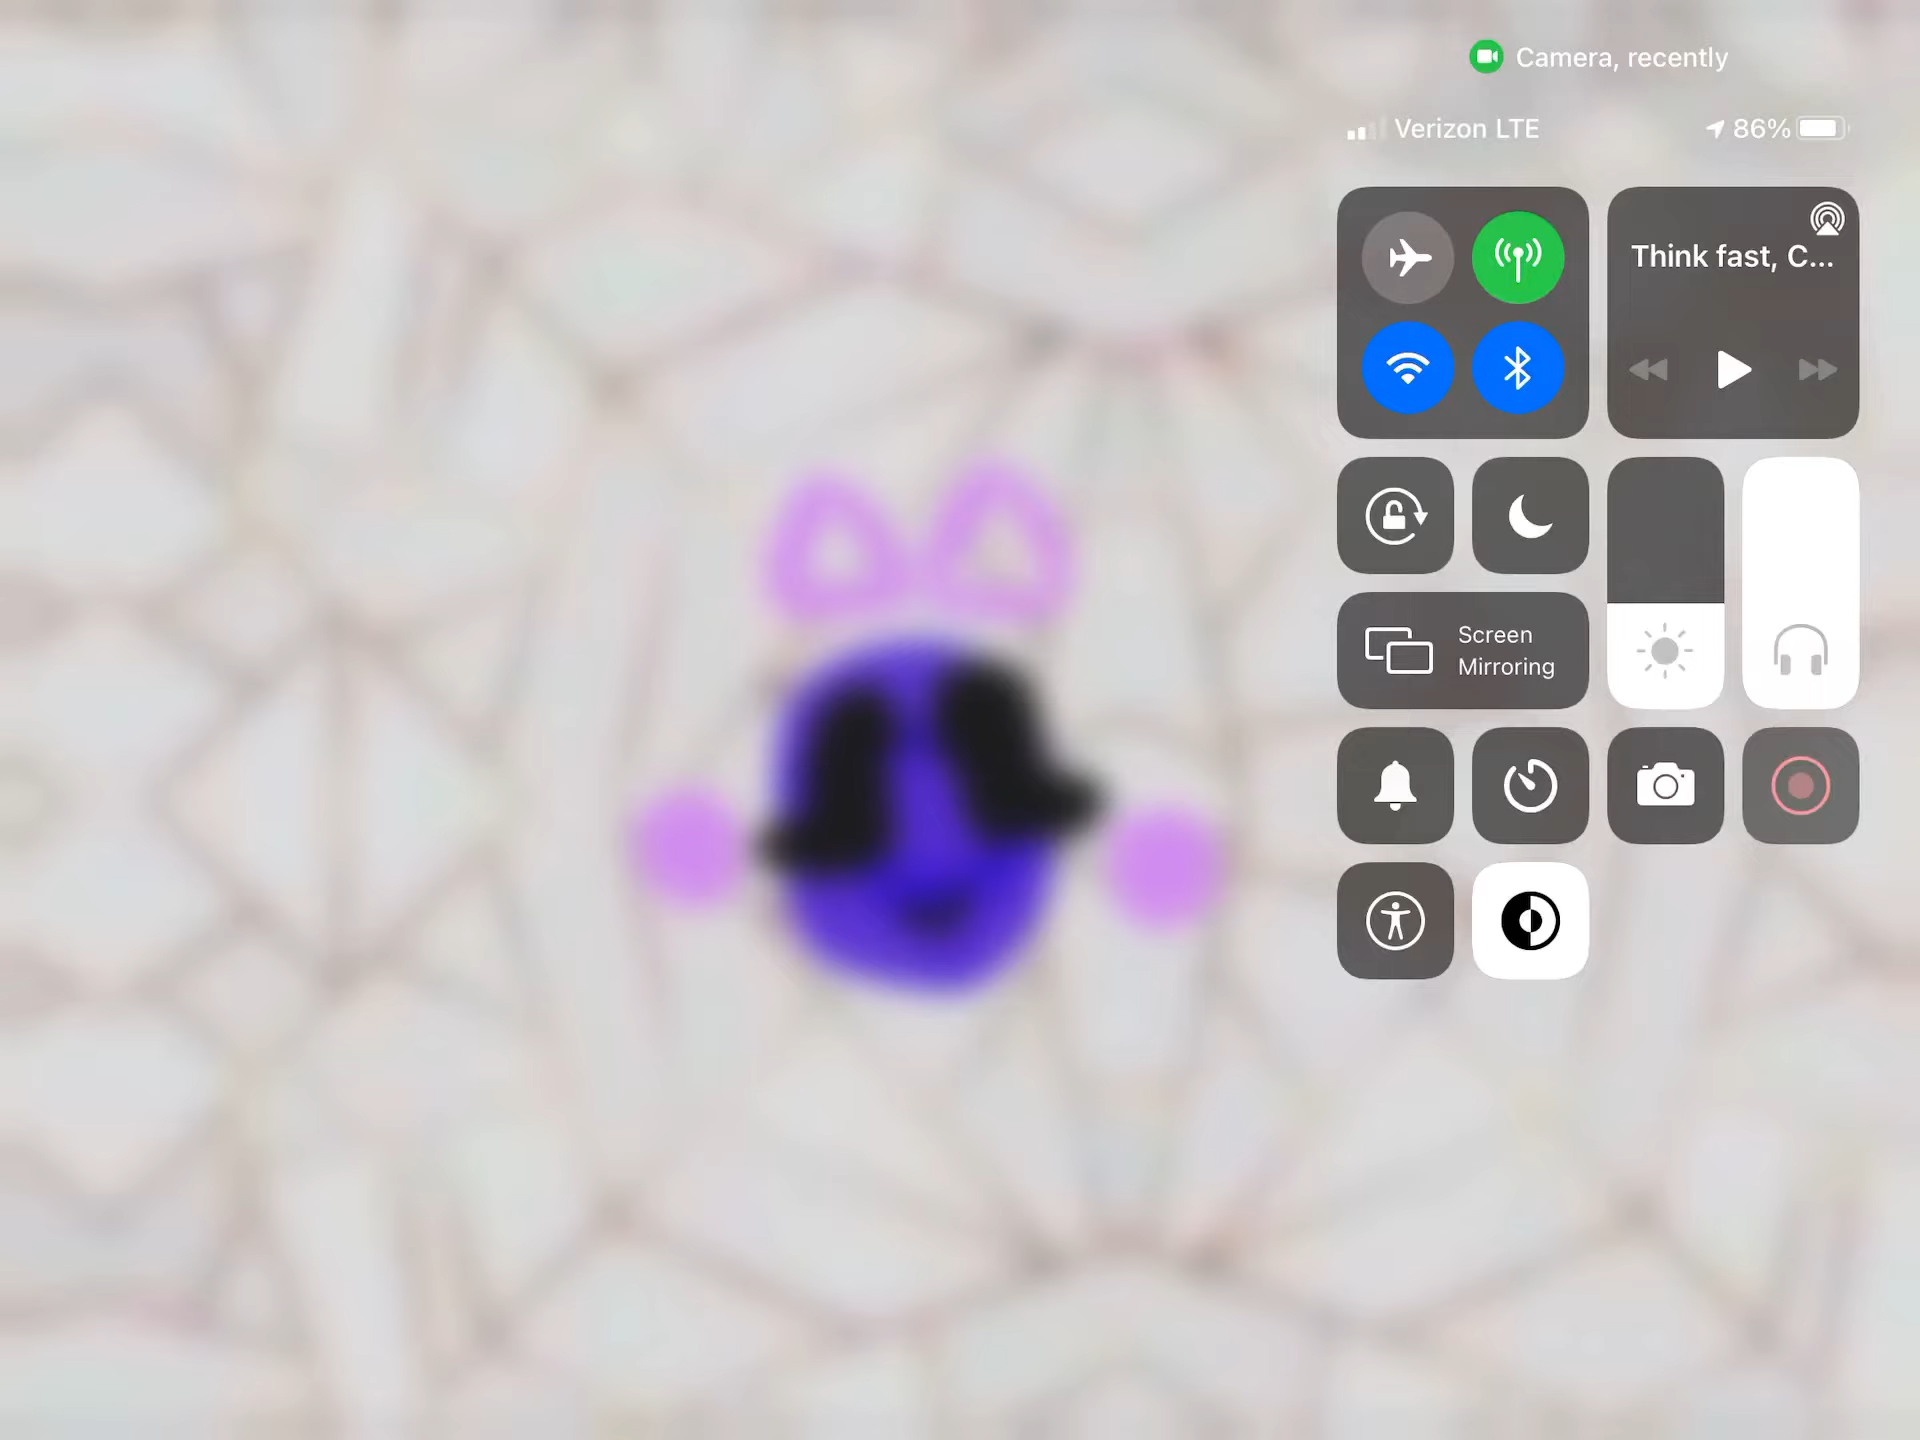 Camera, recently
Verizon LTE 86%
Think fast, C...
Screen
Mirroring